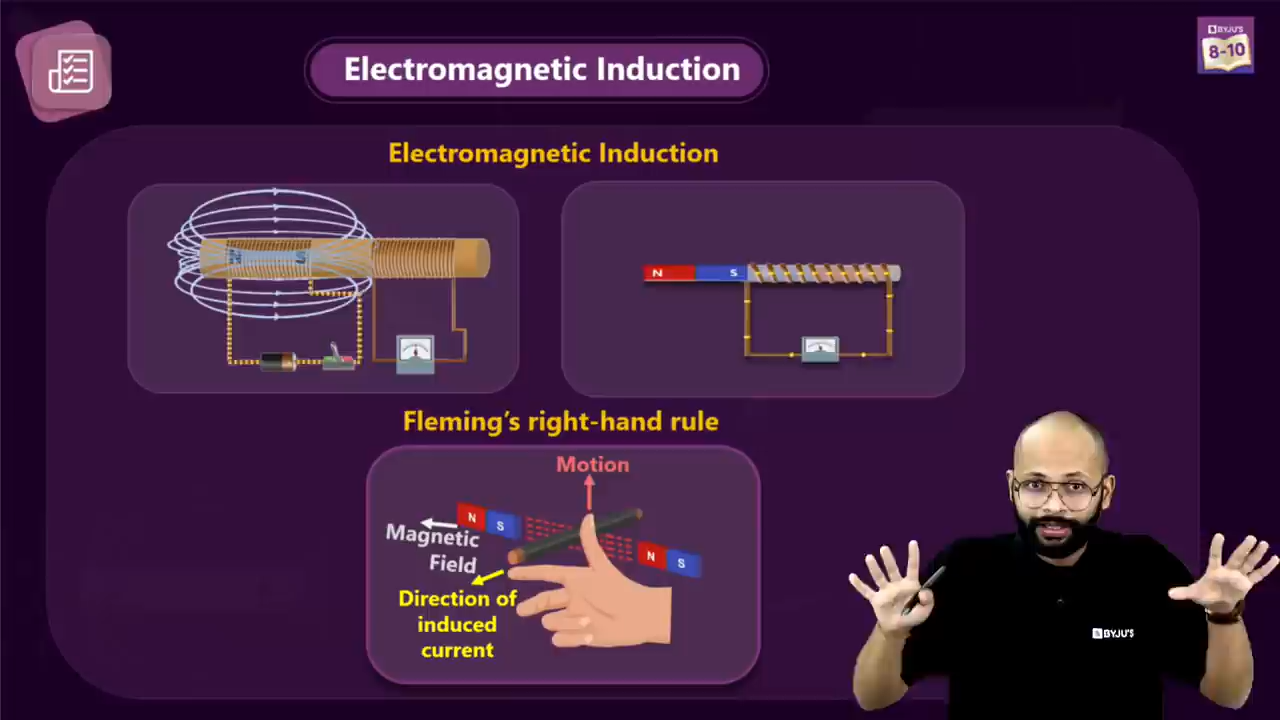 Electromagnetic Induction
BYJU'S
8-10
Electromagnetic Induction
N
S
Fleming's right-hand rule
Motion
N
S
Magnetic
Field
N
S
Direction of
induced
current
BYJU'S